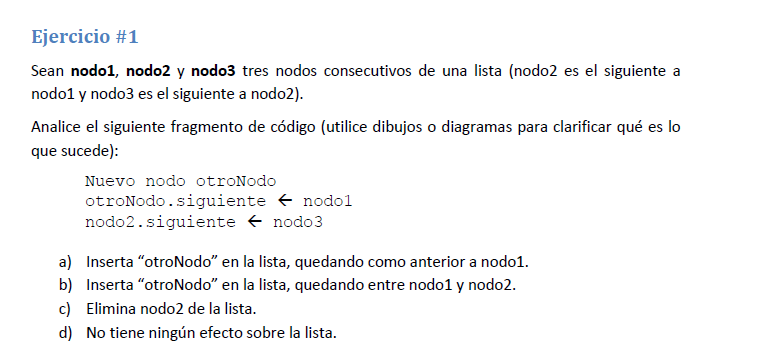 Ejercicio #1
Sean nodo1, nodo2 y nodo3 tres nodos consecutivos de una lista (nodo2 es el siguiente a
nodo1 y nodo3 es el siguiente a nodo2).
Analice el siguiente fragmento de código (utilice dibujos o diagramas para clarificar qué es lo
que sucede):
Nuevo nodo otroNodo
otroNodo.siguiente ← nodo1
nodo2.siguiente ← nodo3
a) Inserta “otroNodo” en la lista, quedando como anterior a nodo1.
b) Inserta “otroNodo” en la lista, quedando entre nodo1 y nodo2.
c) Elimina nodo2 de la lista.
d) No tiene ningún efecto sobre la lista.